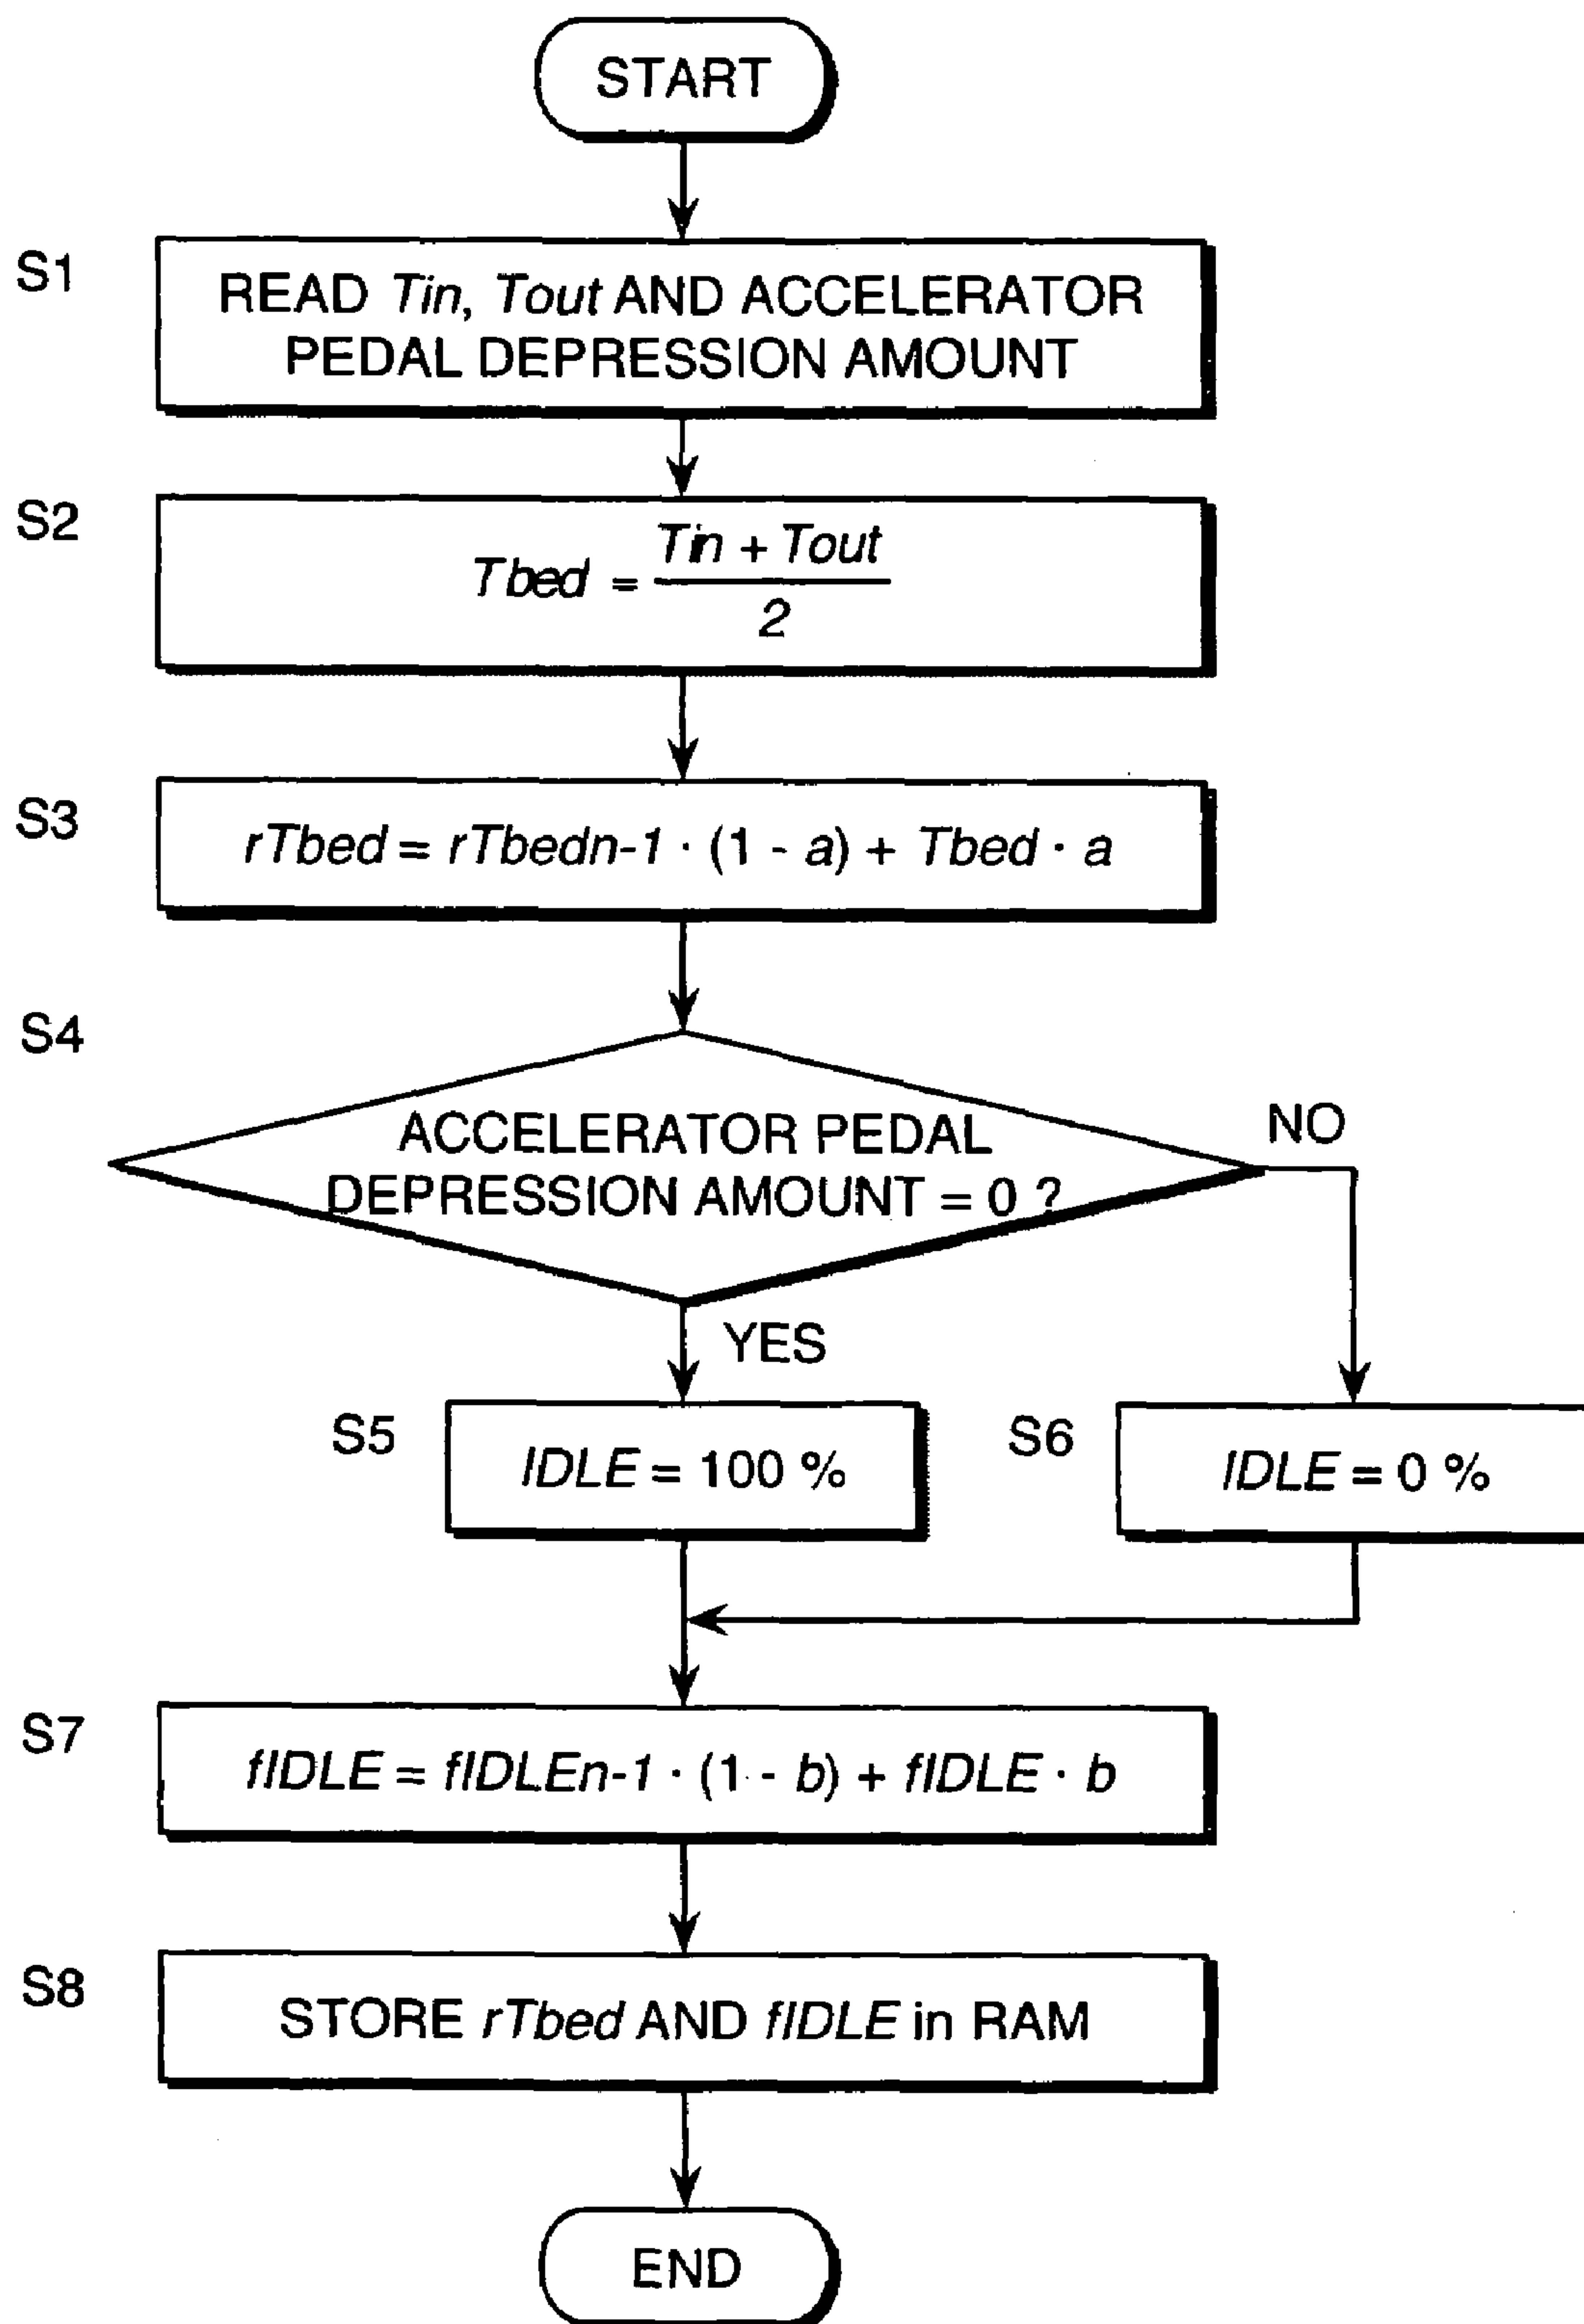 START
S1
READ Tin, Tout AND ACCELERATOR
PEDAL DEPRESSION AMOUNT
S2
Tbed = Tin + Tout
2
S3
rTbed = rTbedn-1 · (1 - a) + Tbed · a
S4
ACCELERATOR PEDAL
DEPRESSION AMOUNT = 0 ?
NO
YES
S5
IDLE = 100 %
S6
IDLE = 0 %
S7
fIDLE = fIDLEn-1 · (1 - b) + fIDLE · b
S8
STORE rTbed AND fIDLE in RAM
END